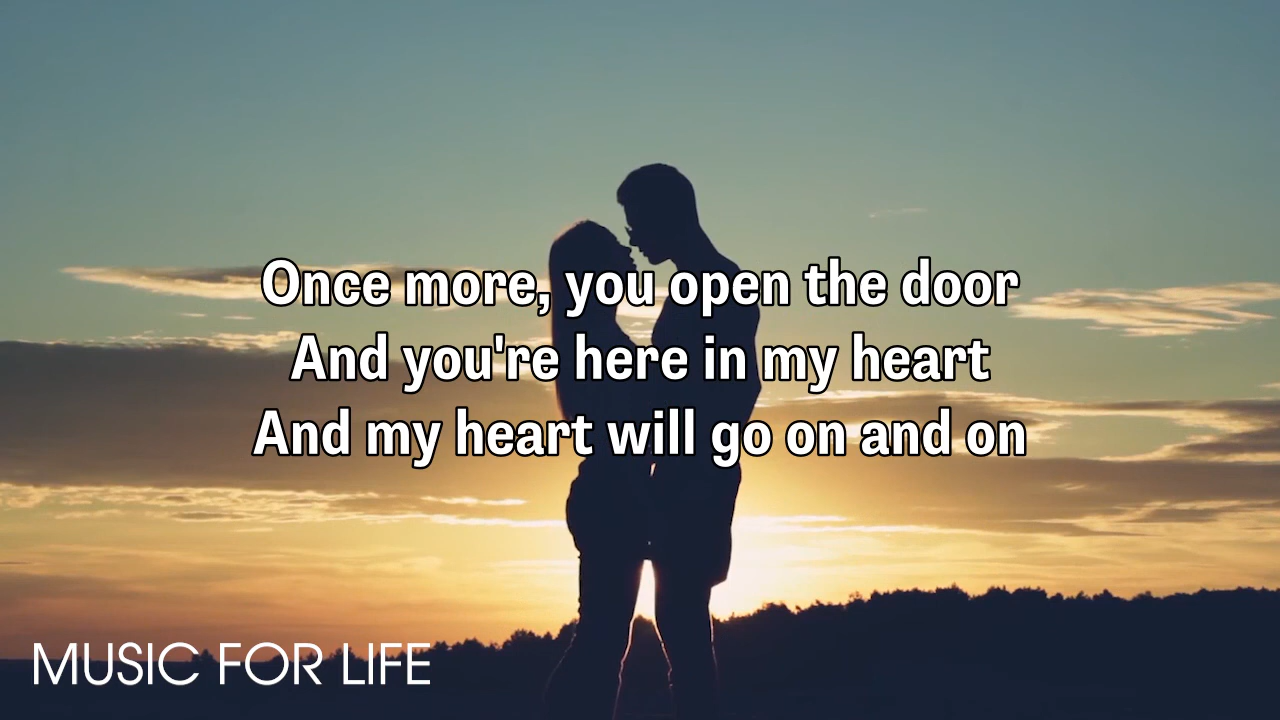 Once more, you open the door
And you're here in my heart
And my heart will go on and on
MUSIC FOR LIFE